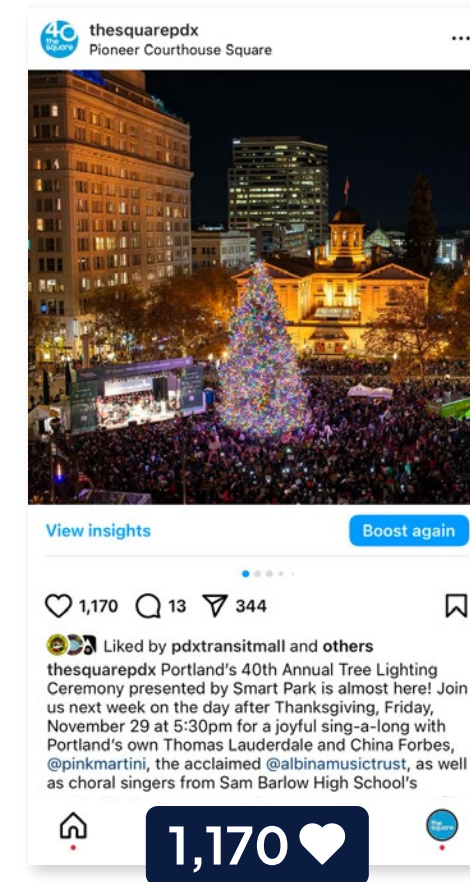 40
the
square
thesquarepdx
Pioneer Courthouse Square
View insights
Boost again
1,170 13 344
Liked by pdxtransitmall and others
thesquarepdx Portland's 40th Annual Tree Lighting
Ceremony presented by Smart Park is almost here! Join
us next week on the day after Thanksgiving, Friday,
November 29 at 5:30pm for a joyful sing-a-long with
Portland's own Thomas Lauderdale and China Forbes,
@pinkmartini, the acclaimed @albinamusictrust, as well
as choral singers from Sam Barlow High School's
the
square
1,170